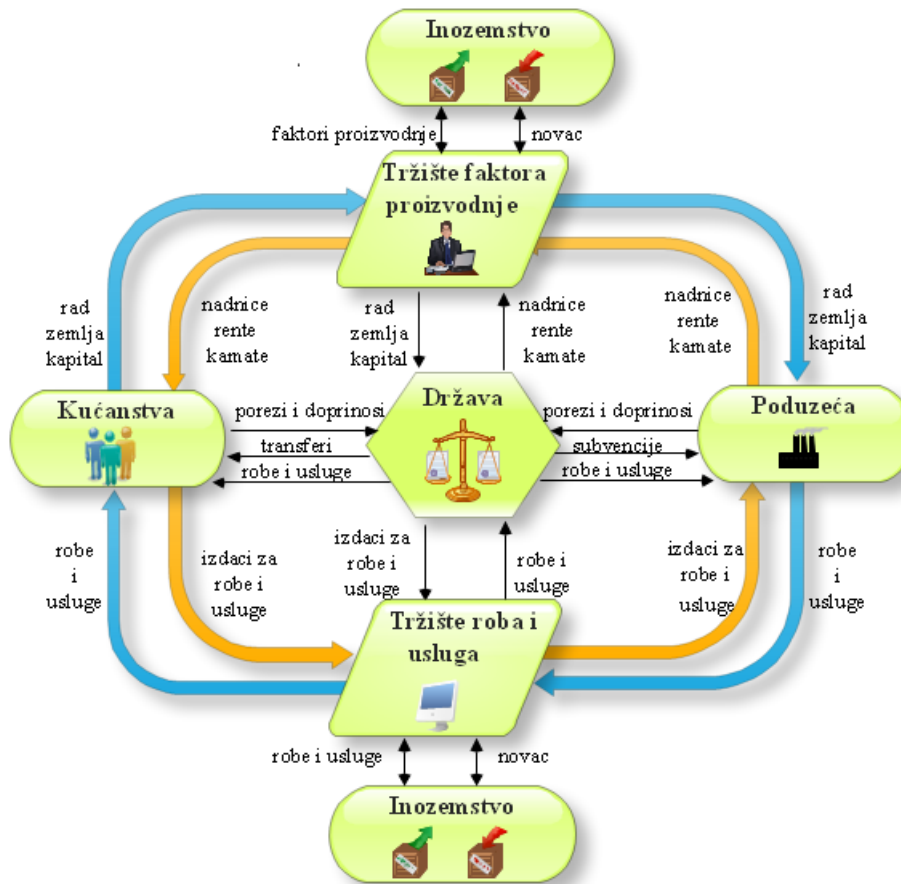 Inozemstvo
faktori proizvodnje
novac
Tržište faktora
proizvodnje
rad
zemlja
kapital
nadnice
rente
kamate
rad
zemlja
kapital
nadnice
rente
kamate
nadnice
rente
kamate
rad
zemlja
kapital
Kućanstva
porezi i doprinosi
transferi
robe i usluge
Država
porezi i doprinosi
subvencije
robe i usluge
Poduzeća
robe
i
usluge
izdaci za
robe i
usluge
izdaci za
robe i
usluge
robe i
usluge
izdaci za
robe i
usluge
robe
i
usluge
Tržište roba i
usluga
robe i usluge
novac
Inozemstvo